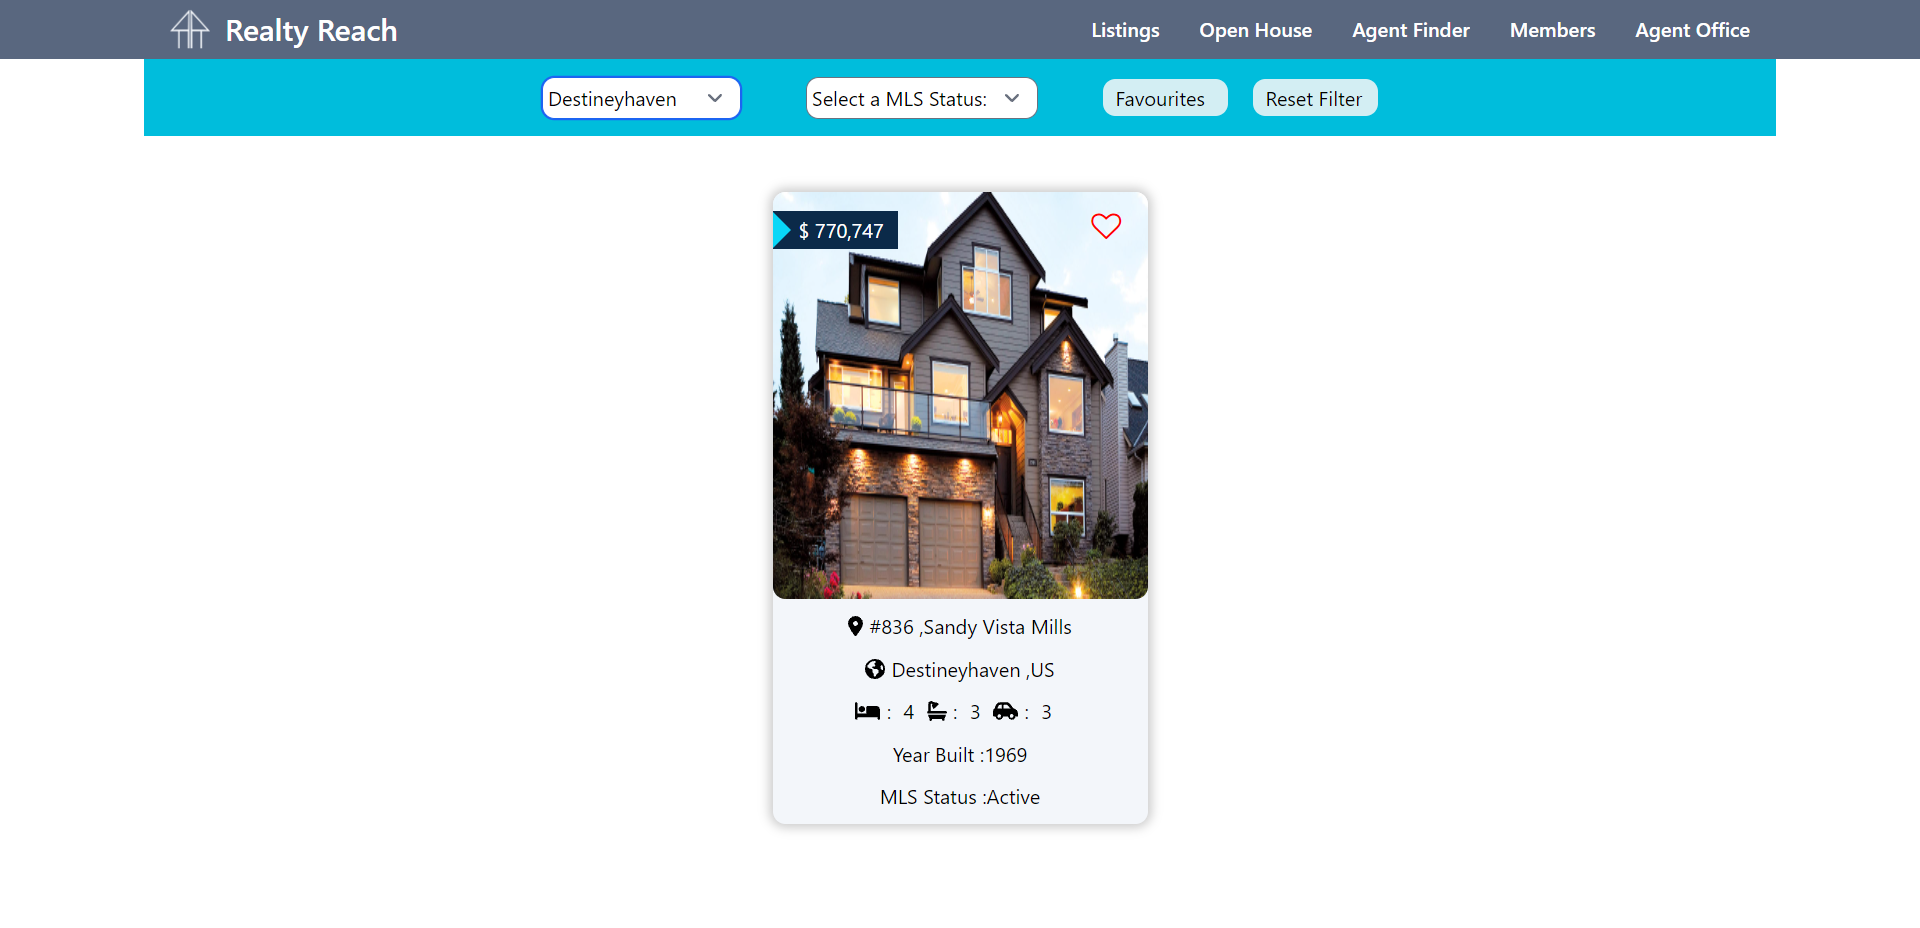 Realty Reach
Listings Open House Agent Finder Members Agent Office
Destineyhaven Select a MLS Status: Favourites Reset Filter
$ 770,747
#836 ,Sandy Vista Mills
Destineyhaven ,US
: 4 : 3 : 3
Year Built :1969
MLS Status :Active